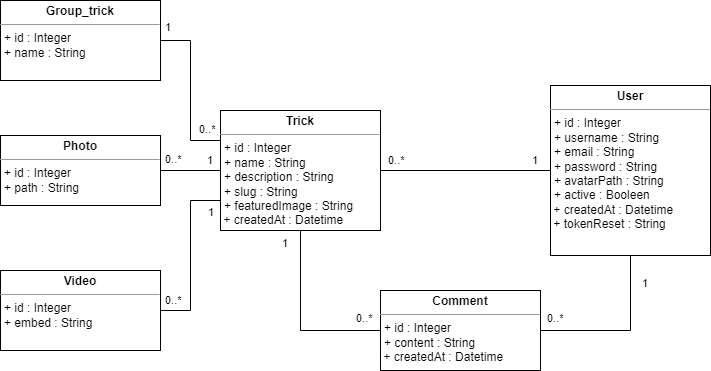 Group_trick
+ id : Integer
+ name : String
1
0..*
Photo
+ id : Integer
+ path : String
0..*
1
Video
+ id : Integer
+ embed : String
0..*
1
Trick
+ id : Integer
+ name : String
+ description : String
+ slug : String
+ featuredImage : String
+ createdAt : Datetime
0..*
1
1
0..*
User
+ id : Integer
+ username : String
+ email : String
+ password : String
+ avatarPath : String
+ active : Booleen
+ createdAt : Datetime
+ tokenReset : String
1
0..*
Comment
+ id : Integer
+ content : String
+ createdAt : Datetime